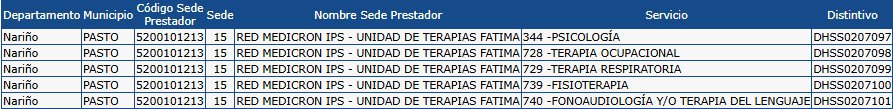 Departamento Municipio Código Sede Prestador Sede Nombre Sede Prestador Servicio Distintivo
Nariño PASTO 5200101213 15 RED MEDICRON IPS - UNIDAD DE TERAPIAS FATIMA 344 -PSICOLOGÍA DHSS0207097
Nariño PASTO 5200101213 15 RED MEDICRON IPS - UNIDAD DE TERAPIAS FATIMA 728 -TERAPIA OCUPACIONAL DHSS0207098
Nariño PASTO 5200101213 15 RED MEDICRON IPS - UNIDAD DE TERAPIAS FATIMA 729 -TERAPIA RESPIRATORIA DHSS0207099
Nariño PASTO 5200101213 15 RED MEDICRON IPS - UNIDAD DE TERAPIAS FATIMA 739 -FISIOTERAPIA DHSS0207100
Nariño PASTO 5200101213 15 RED MEDICRON IPS - UNIDAD DE TERAPIAS FATIMA 740 -FONOAUDIOLOGÍA Y/O TERAPIA DEL LENGUAJE DHSS0207101